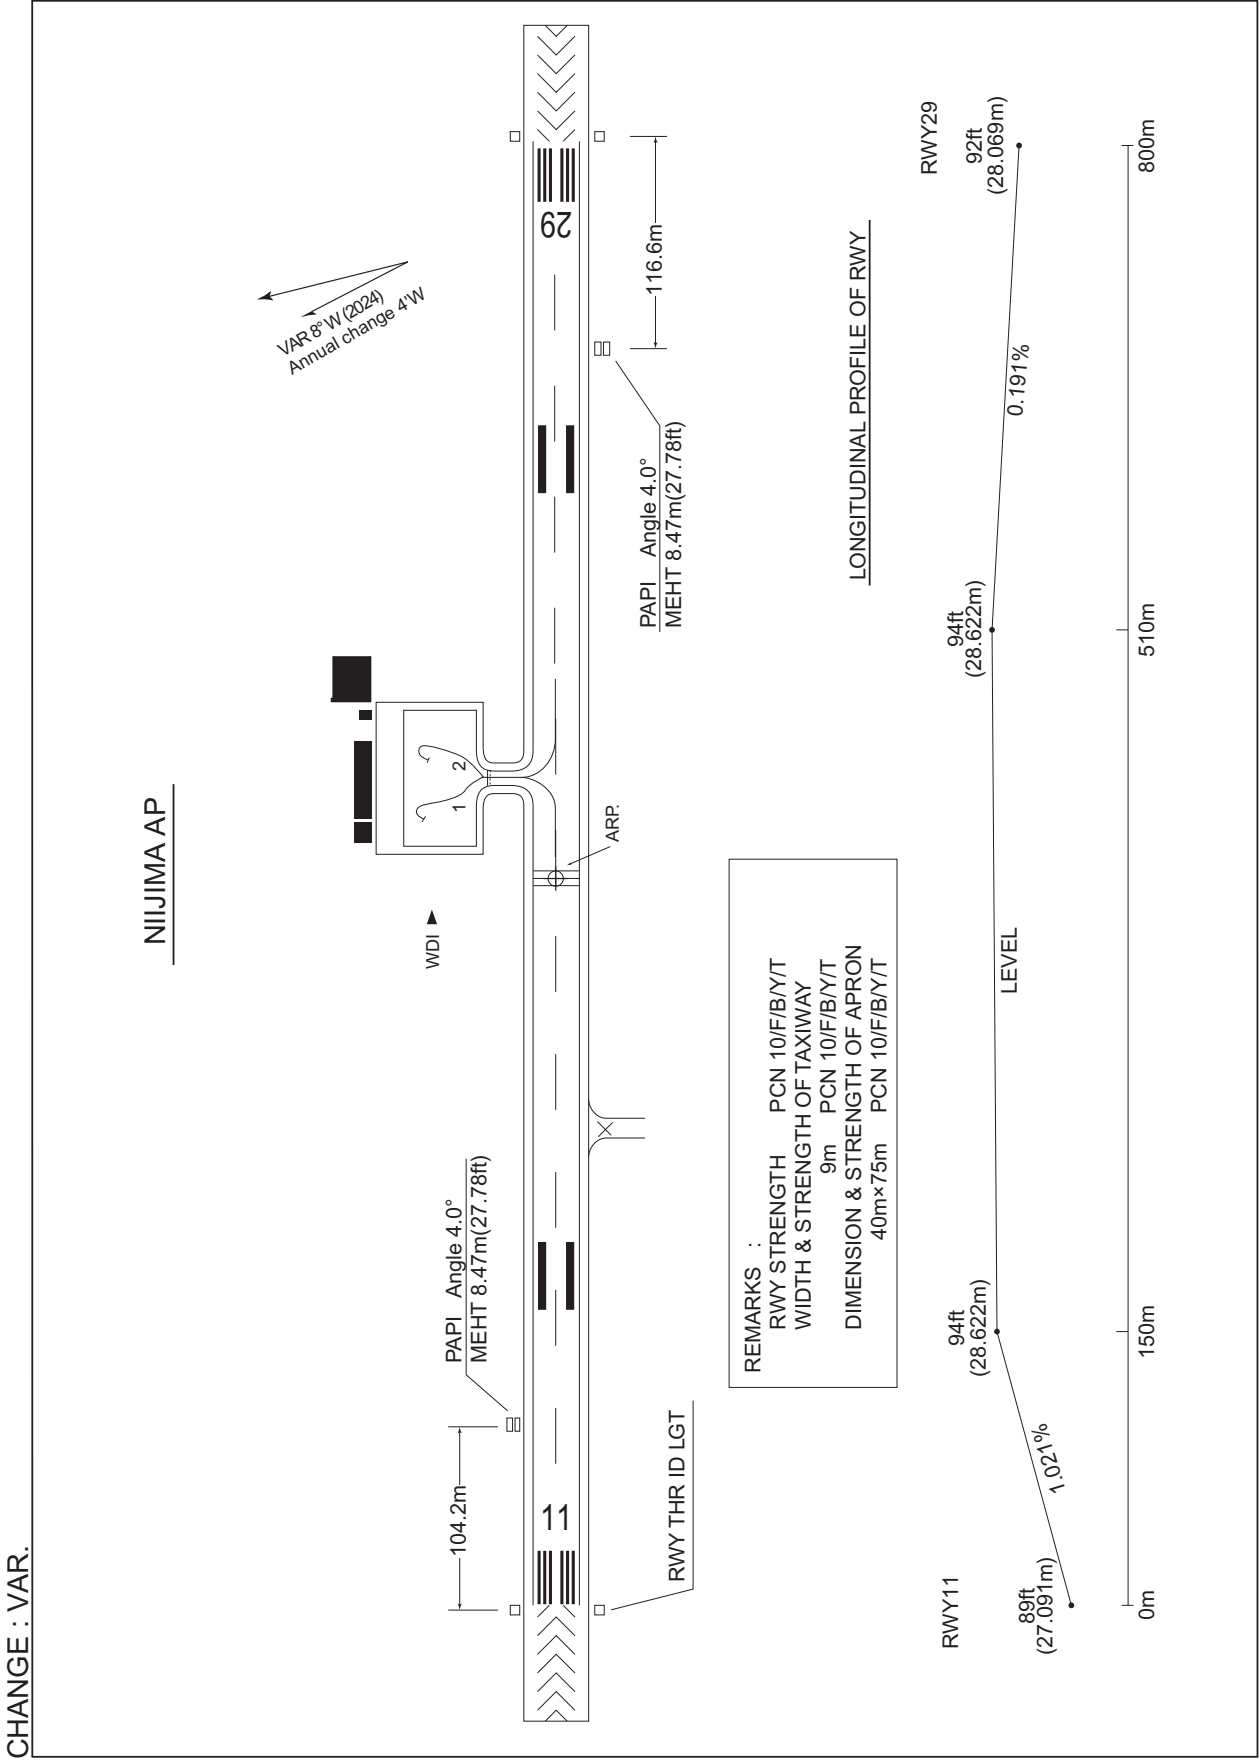 CHANGE : VAR.
NIIJIMA AP
VAR 8° W (2024)
Annual change 4'W
WDI
1
2
ARP.
104.2m
PAPI Angle 4.0°
MEHT 8.47m(27.78ft)
11
29
116.6m
PAPI Angle 4.0°
MEHT 8.47m(27.78ft)
RWY THR ID LGT
REMARKS :
RWY STRENGTH PCN 10/F/B/Y/T
WIDTH & STRENGTH OF TAXIWAY
9m PCN 10/F/B/Y/T
DIMENSION & STRENGTH OF APRON
40m×75m PCN 10/F/B/Y/T
LONGITUDINAL PROFILE OF RWY
RWY11
89ft
(27.091m)
1.021%
94ft
(28.622m)
LEVEL
94ft
(28.622m)
0.191%
RWY29
92ft
(28.069m)
0m
150m
510m
800m